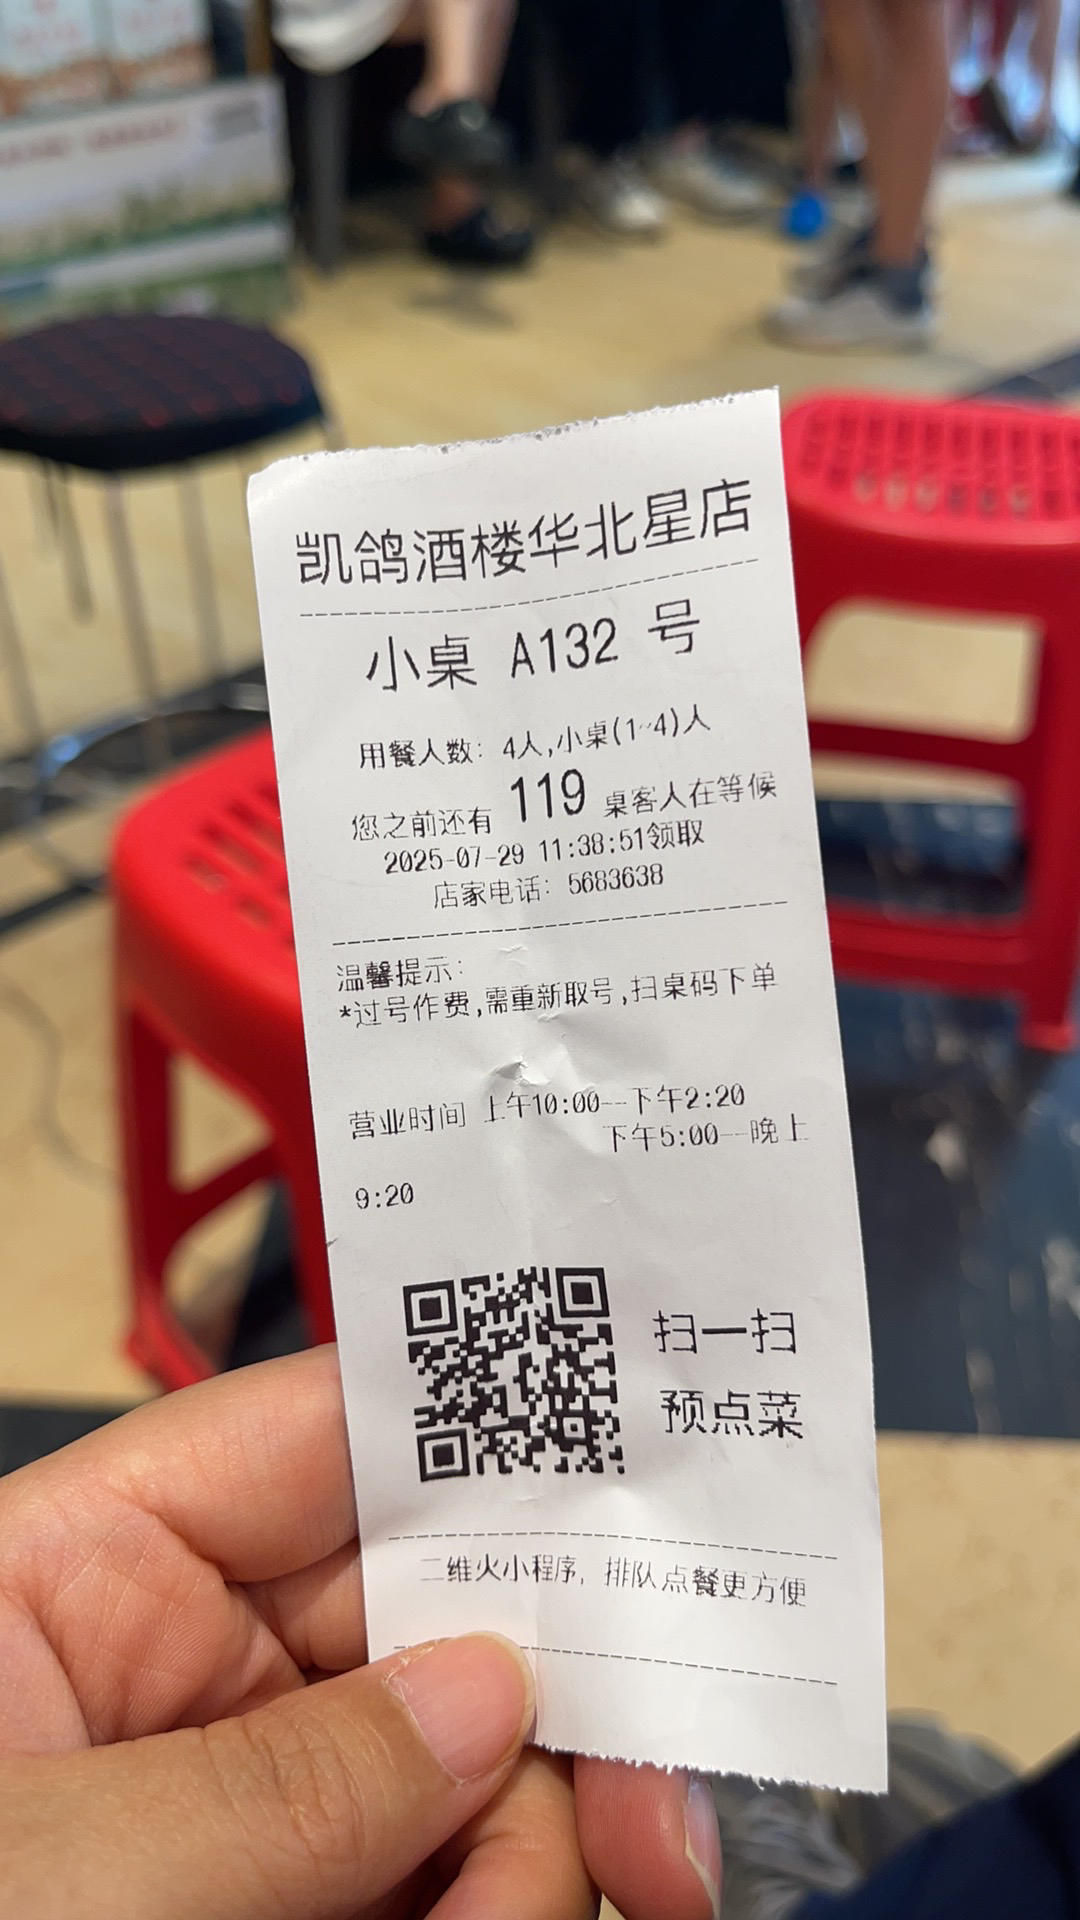 凯鸽酒楼华北星店
小桌 A132 号
用餐人数: 4人,小桌(1-4)人
您之前还有 119 桌客人在等候
2025-07-29 11:38:51领取
店家电话: 5683638
温馨提示:
*过号作费,需重新取号,扫桌码下单
营业时间 上午10:00--下午2:20
下午5:00--晚上
9:20
扫一扫
预点菜
二维火小程序, 排队点餐更方便